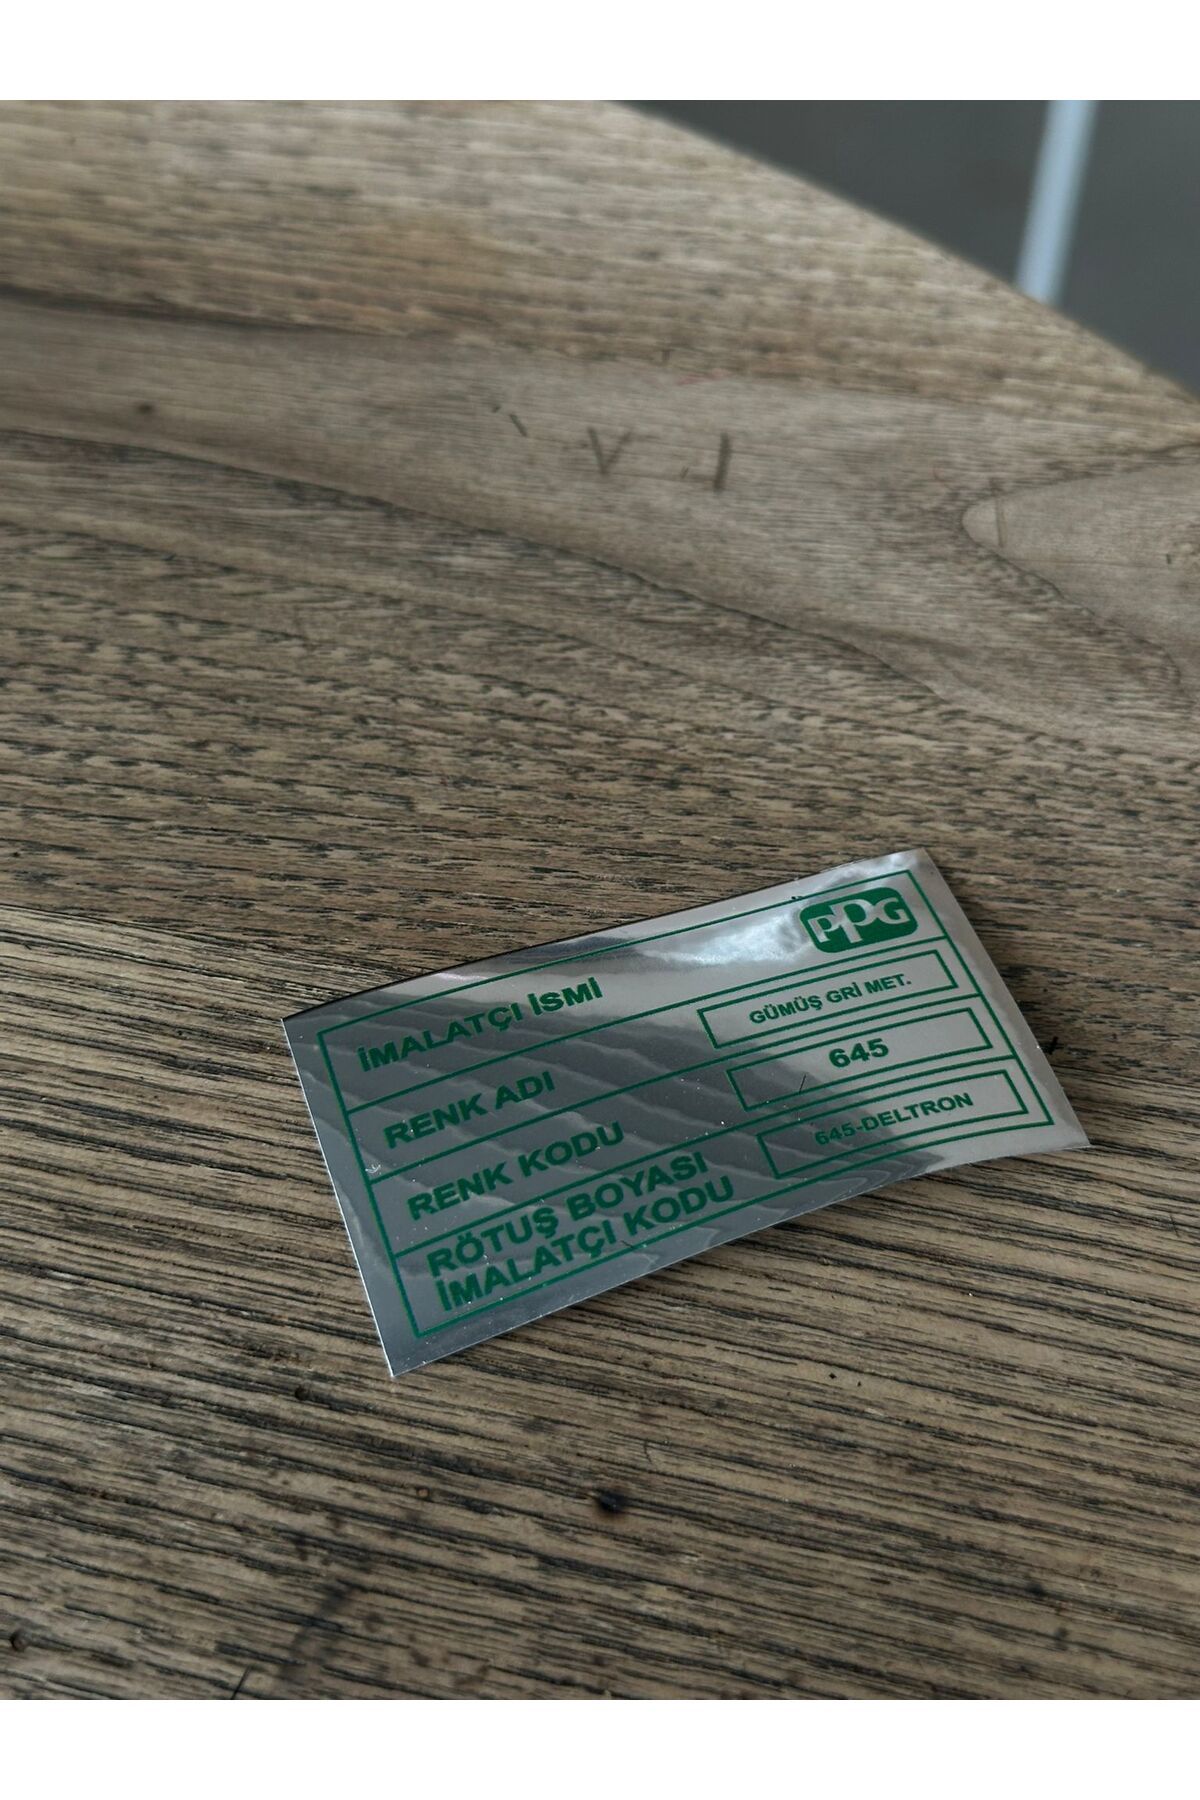 İMALATÇI İSMİ PPG
RENK ADI GÜMÜŞ GRİ MET.
RENK KODU 645
RÖTUŞ BOYASI
İMALATÇI KODU 645-DELTRON